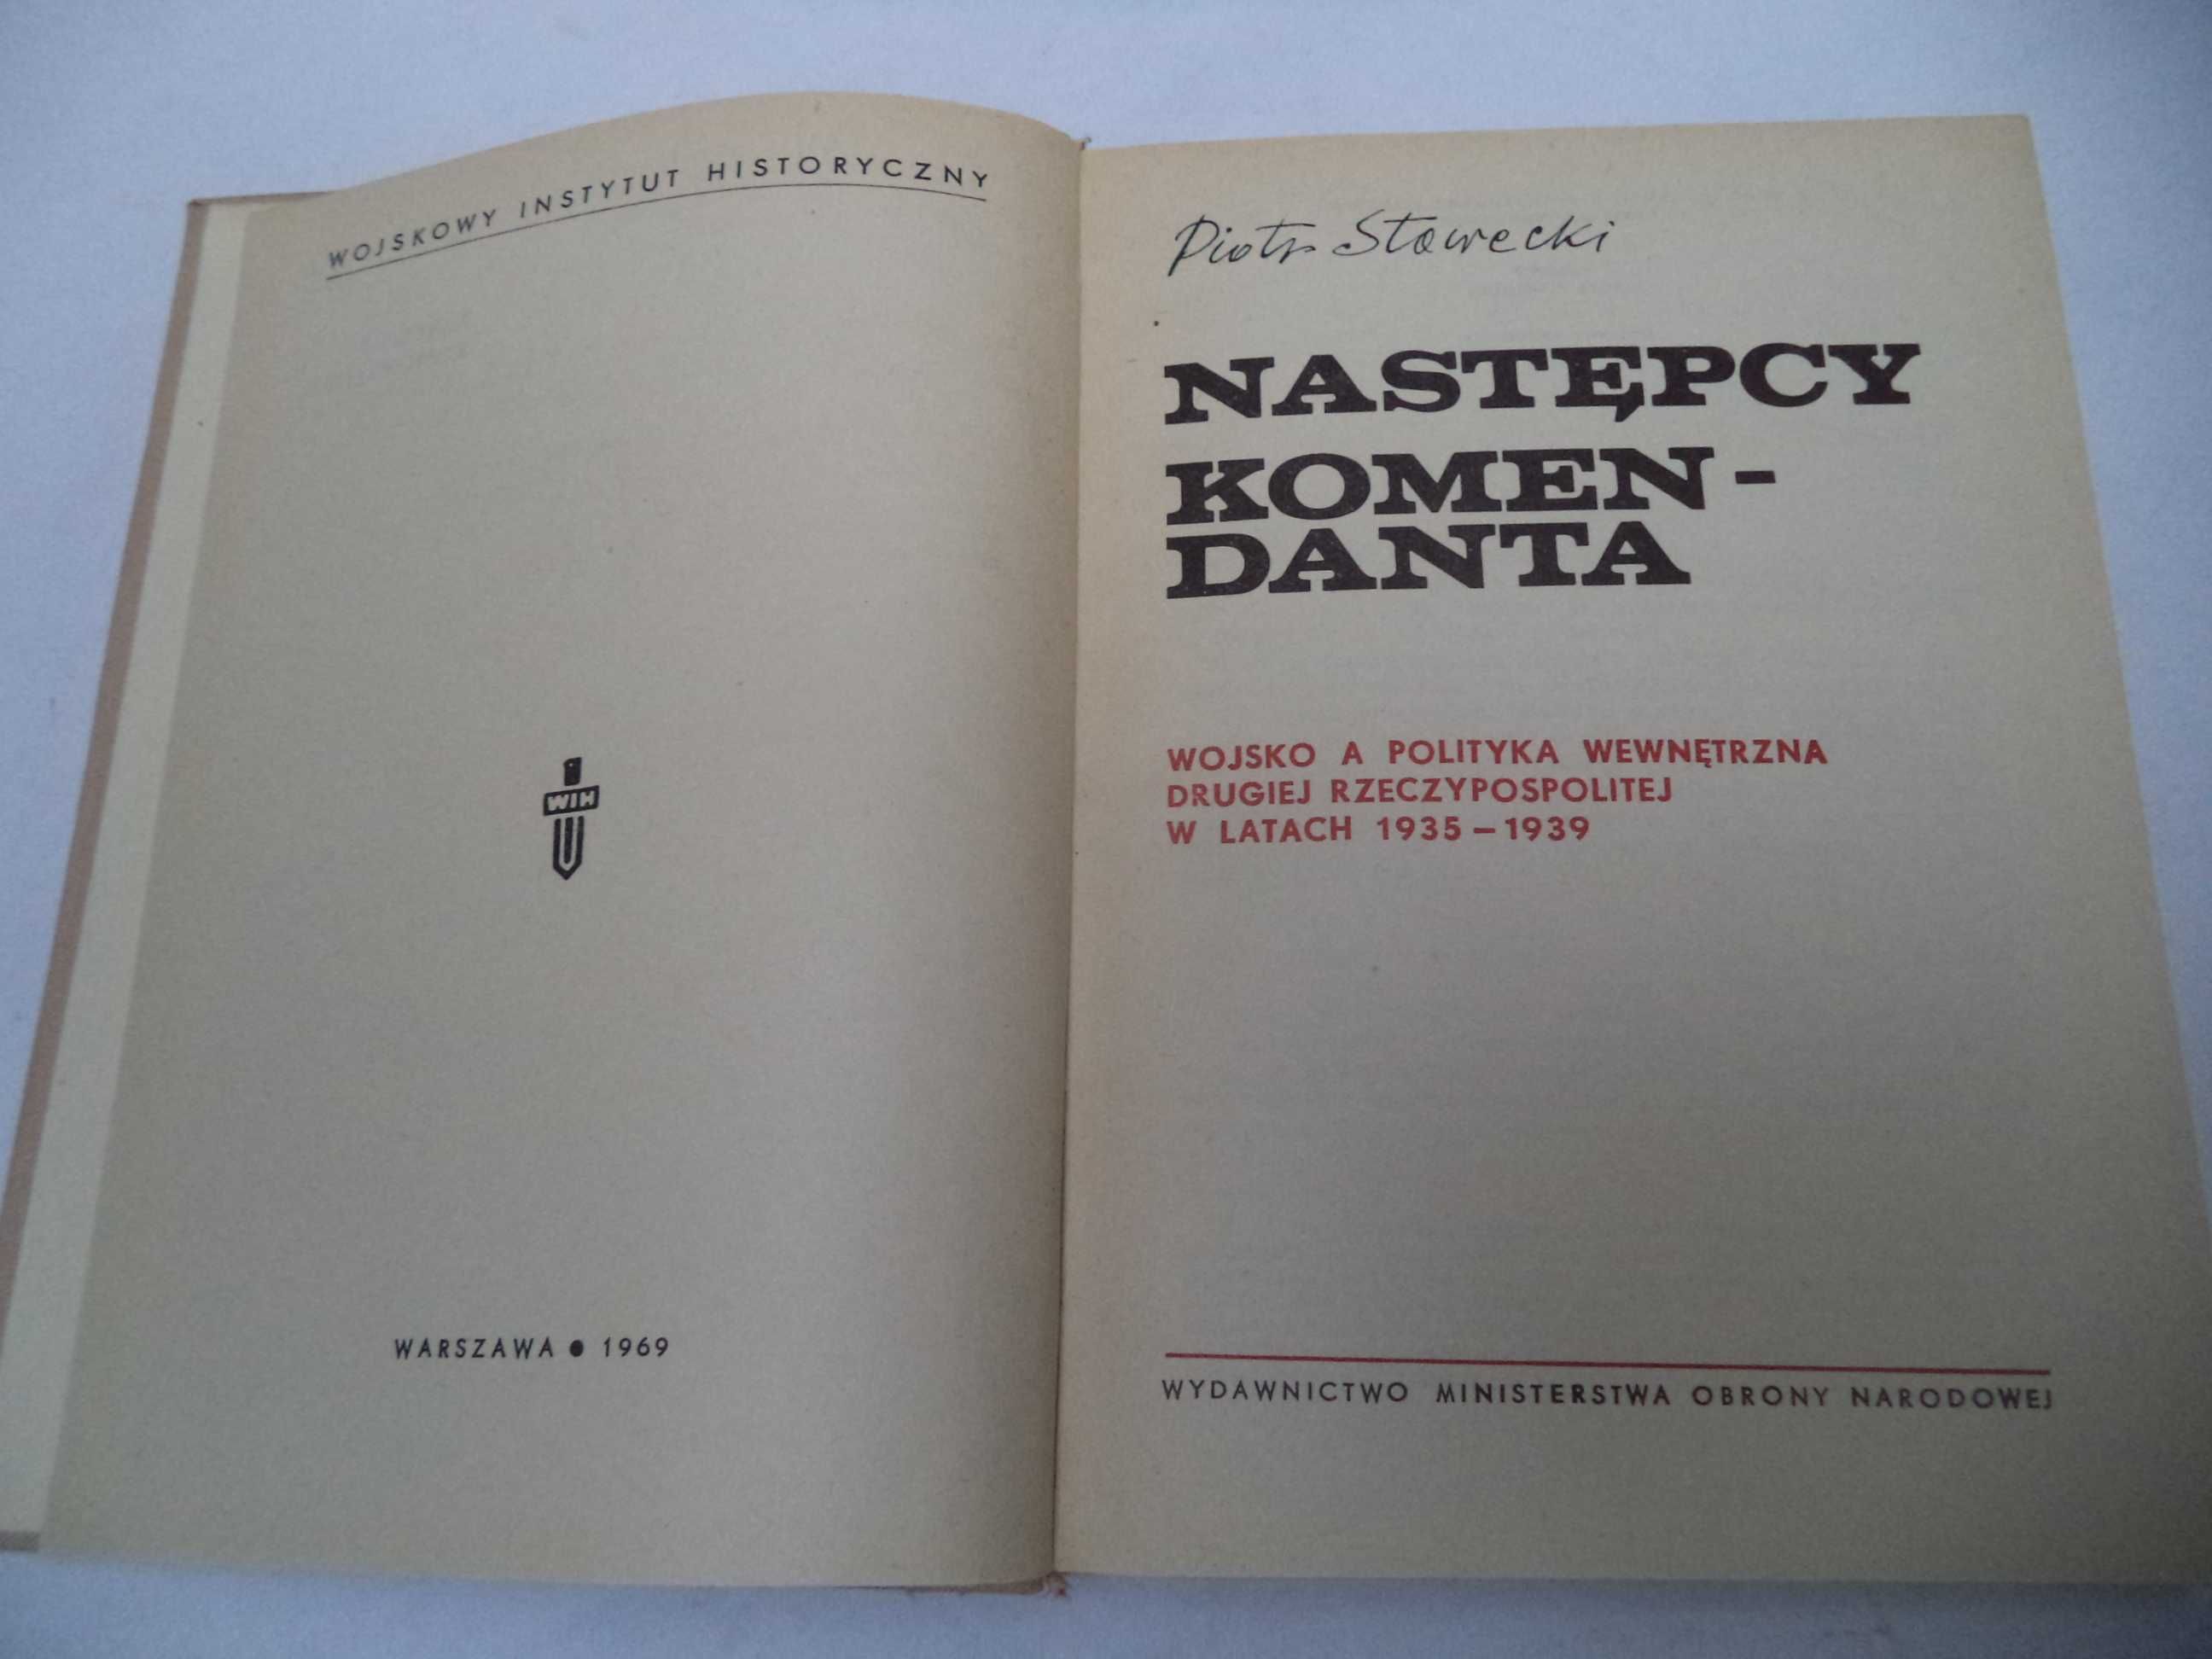 WOJSKOWY INSTYTUT HISTORYCZNY
WIH
WARSZAWA ● 1969
Piotr Stawecki
NASTĘPCY
KOMEN-
DANTA
WOJSKO A POLITYKA WEWNĘTRZNA
DRUGIEJ RZECZYPOSPOLITEJ
W LATACH 1935–1939
WYDAWNICTWO MINISTERSTWA OBRONY NARODOWEJ